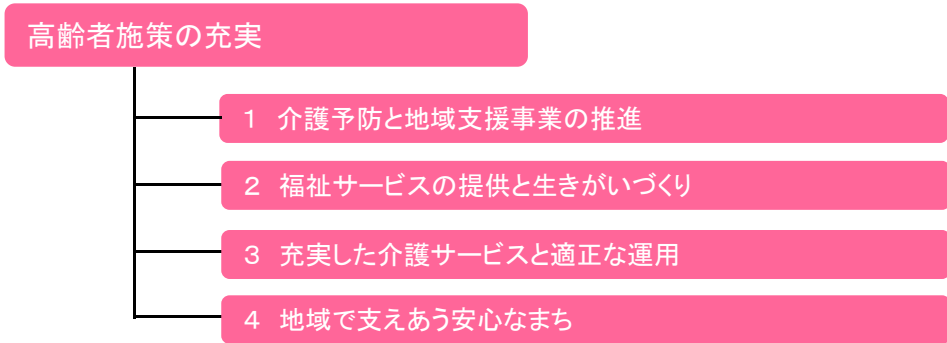 高齢者施策の充実
１ 介護予防と地域支援事業の推進
２ 福祉サービスの提供と生きがいづくり
３ 充実した介護サービスと適正な運用
４ 地域で支えあう安心なまち